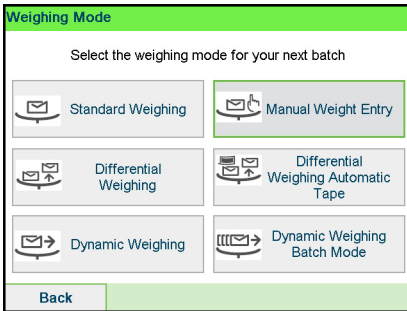 Weighing Mode
Select the weighing mode for your next batch
Standard Weighing
Manual Weight Entry
Differential
Weighing
Differential
Weighing Automatic
Tape
Dynamic Weighing
Dynamic Weighing
Batch Mode
Back